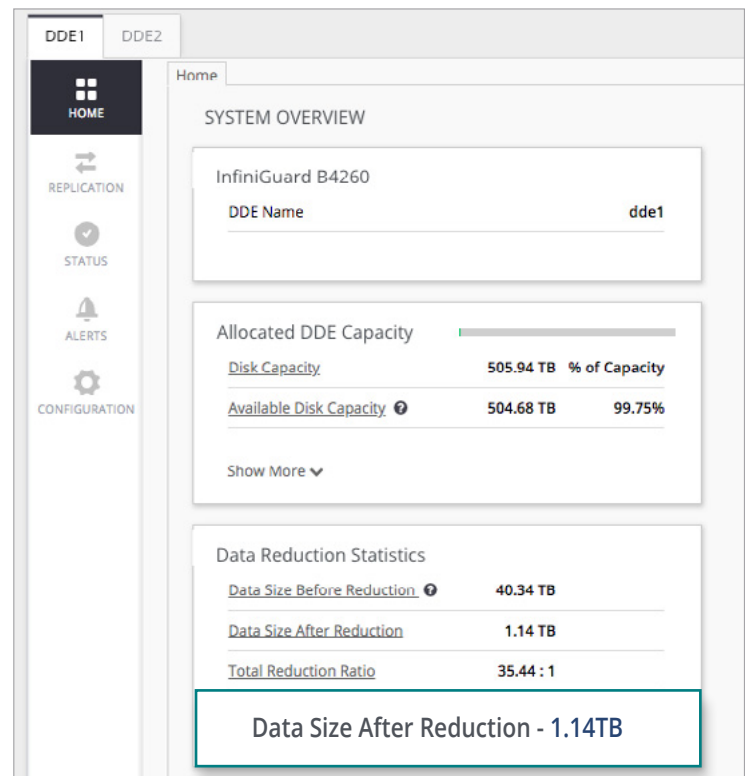 DDE1 DDE2
HOME
REPLICATION
STATUS
ALERTS
CONFIGURATION
Home
SYSTEM OVERVIEW
InfiniGuard B4260
DDE Name dde1
Allocated DDE Capacity
Disk Capacity 505.94 TB % of Capacity
Available Disk Capacity ? 504.68 TB 99.75%
Show More
Data Reduction Statistics
Data Size Before Reduction ? 40.34 TB
Data Size After Reduction 1.14 TB
Total Reduction Ratio 35.44 : 1
Data Size After Reduction - 1.14TB